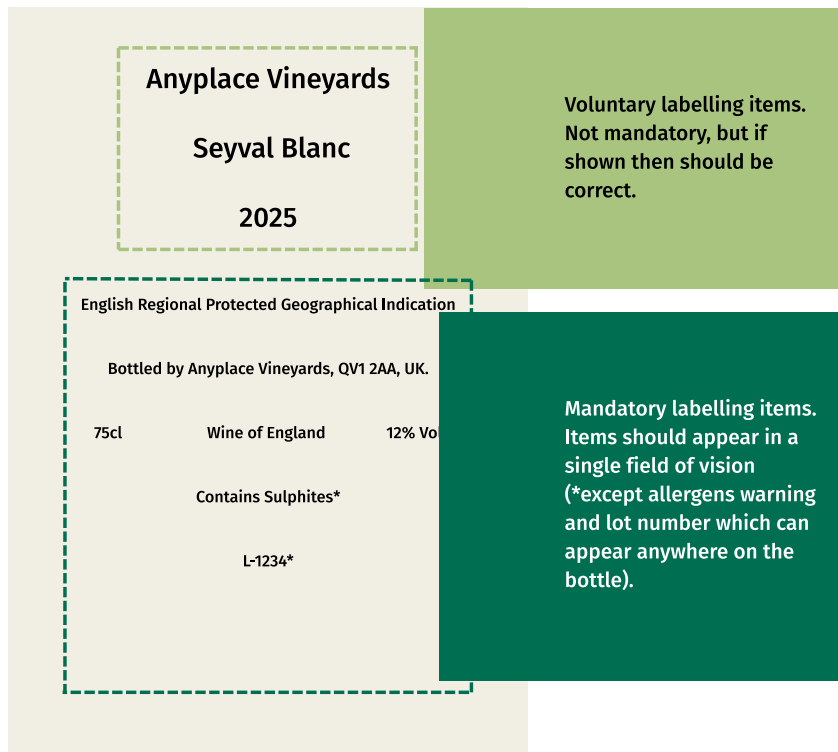 Anyplace Vineyards
Seyval Blanc
2025
Voluntary labelling items.
Not mandatory, but if
shown then should be
correct.
English Regional Protected Geographical Indication
Bottled by Anyplace Vineyards, QV1 2AA, UK.
75cl Wine of England 12% Vol
Contains Sulphites*
L-1234*
Mandatory labelling items.
Items should appear in a
single field of vision
(*except allergens warning
and lot number which can
appear anywhere on the
bottle).